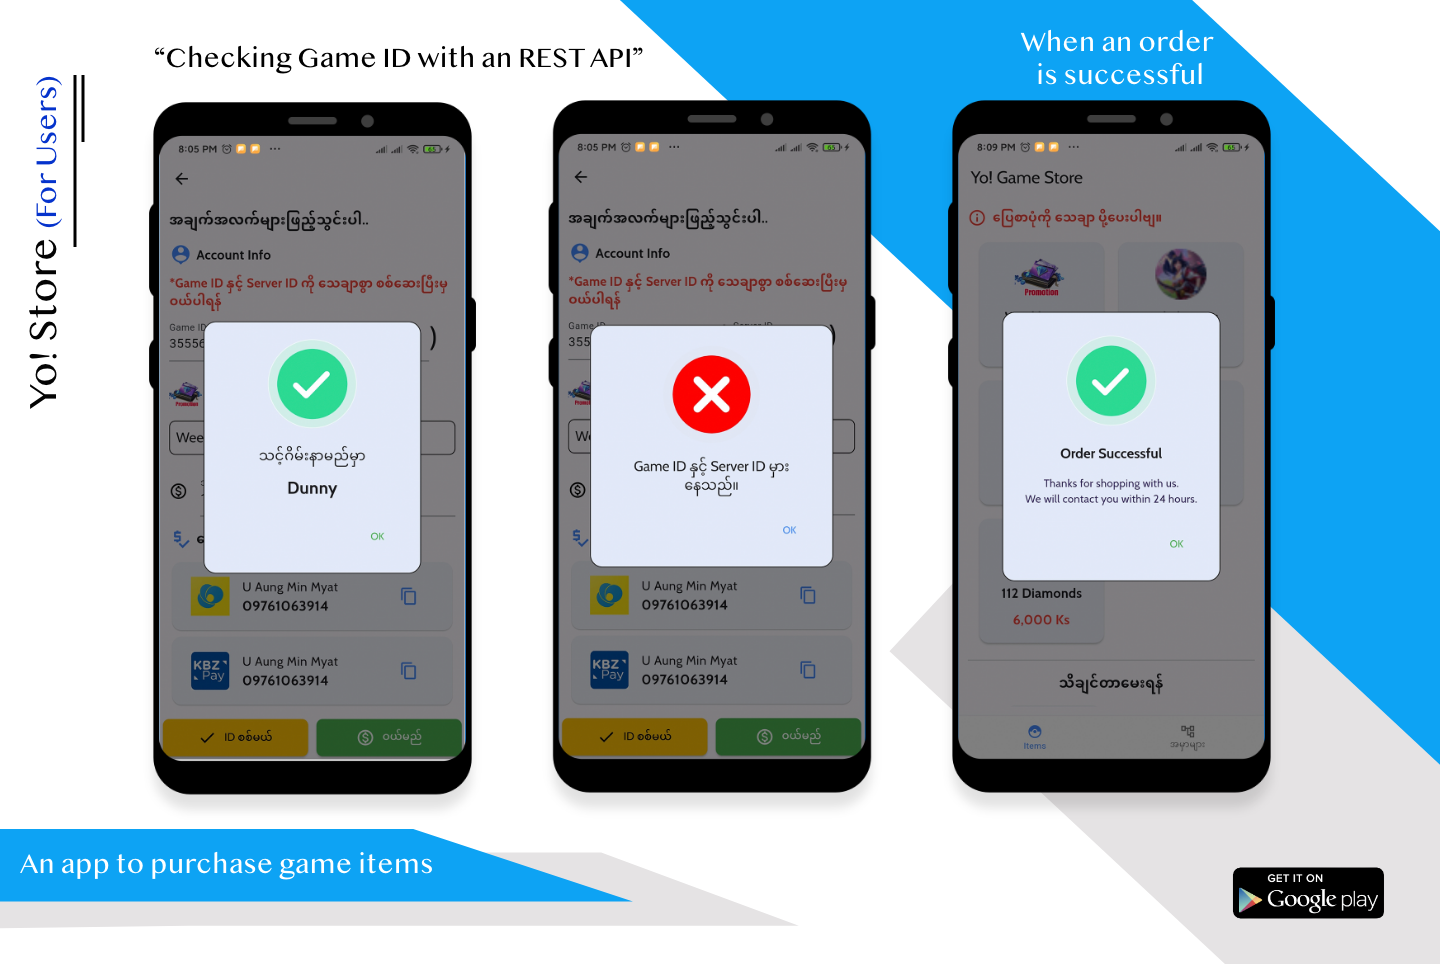 “Checking Game ID with an REST API”
When an order
is successful
Yo! Store (For Users)
8:05 PM
65
အချက်အလက်များဖြည့်သွင်းပါ..
Account Info
*Game ID နှင့် Server ID ကို သေချာစွာ စစ်ဆေးပြီးမှ
ဝယ်ပါရန်
Game ID
)
Promotion
သင့်ဂိမ်းနာမည်မှာ
Dunny
OK
U Aung Min Myat
09761063914
KBZ
Pay
U Aung Min Myat
09761063914
ID စစ်မယ်
ဝယ်မည်
8:05 PM
65
အချက်အလက်များဖြည့်သွင်းပါ..
Account Info
*Game ID နှင့် Server ID ကို သေချာစွာ စစ်ဆေးပြီးမှ
ဝယ်ပါရန်
Game ID နှင့် Server ID မှား
နေသည်။
OK
U Aung Min Myat
09761063914
KBZ
Pay
U Aung Min Myat
09761063914
ID စစ်မယ်
ဝယ်မည်
8:09 PM
65
Yo! Game Store
ပြေစာပုံကို သေချာ ပို့ပေးပါဗျ။
Promotion
Order Successful
Thanks for shopping with us.
We will contact you within 24 hours.
OK
112 Diamonds
6,000 Ks
သိချင်တာမေးရန်
Items
အမှာများ
An app to purchase game items
GET IT ON
Google play